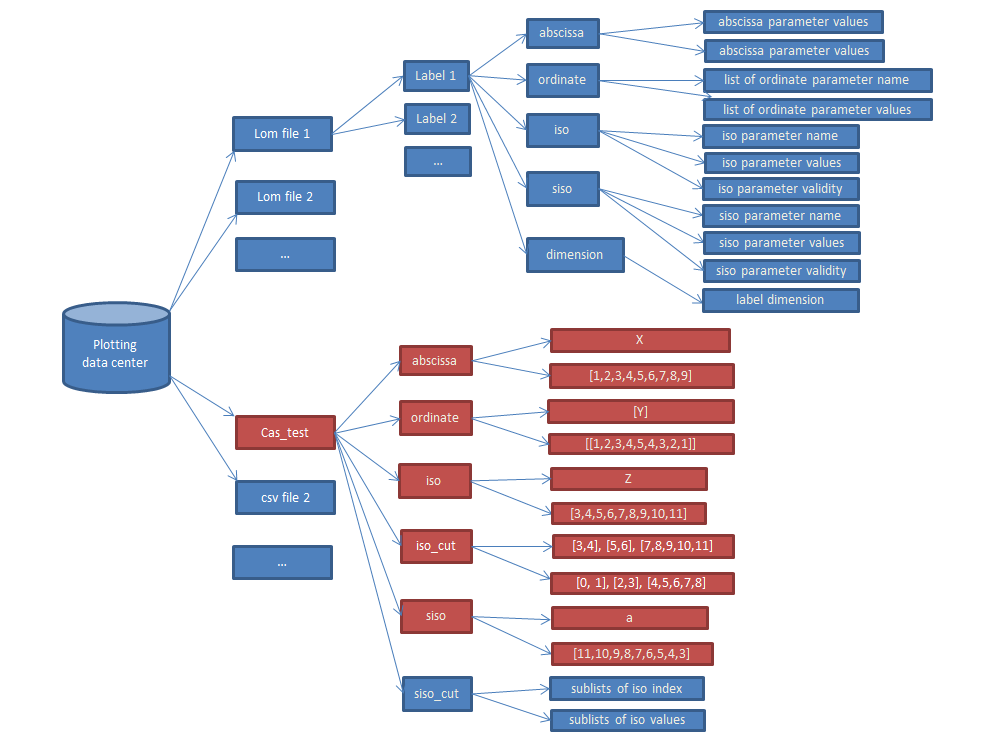 Plotting
data center
Lom file 1
Lom file 2
...
Label 1
Label 2
...
abscissa
abscissa parameter values
abscissa parameter values
ordinate
list of ordinate parameter name
list of ordinate parameter values
iso
iso parameter name
iso parameter values
iso parameter validity
siso
siso parameter name
siso parameter values
siso parameter validity
dimension
label dimension
Cas_test
csv file 2
...
abscissa
X
[1,2,3,4,5,6,7,8,9]
ordinate
[Y]
[[1,2,3,4,5,4,3,2,1]]
iso
Z
[3,4,5,6,7,8,9,10,11]
iso_cut
[3,4], [5,6], [7,8,9,10,11]
[0, 1], [2,3], [4,5,6,7,8]
siso
a
[11,10,9,8,7,6,5,4,3]
siso_cut
sublists of iso index
sublists of iso values